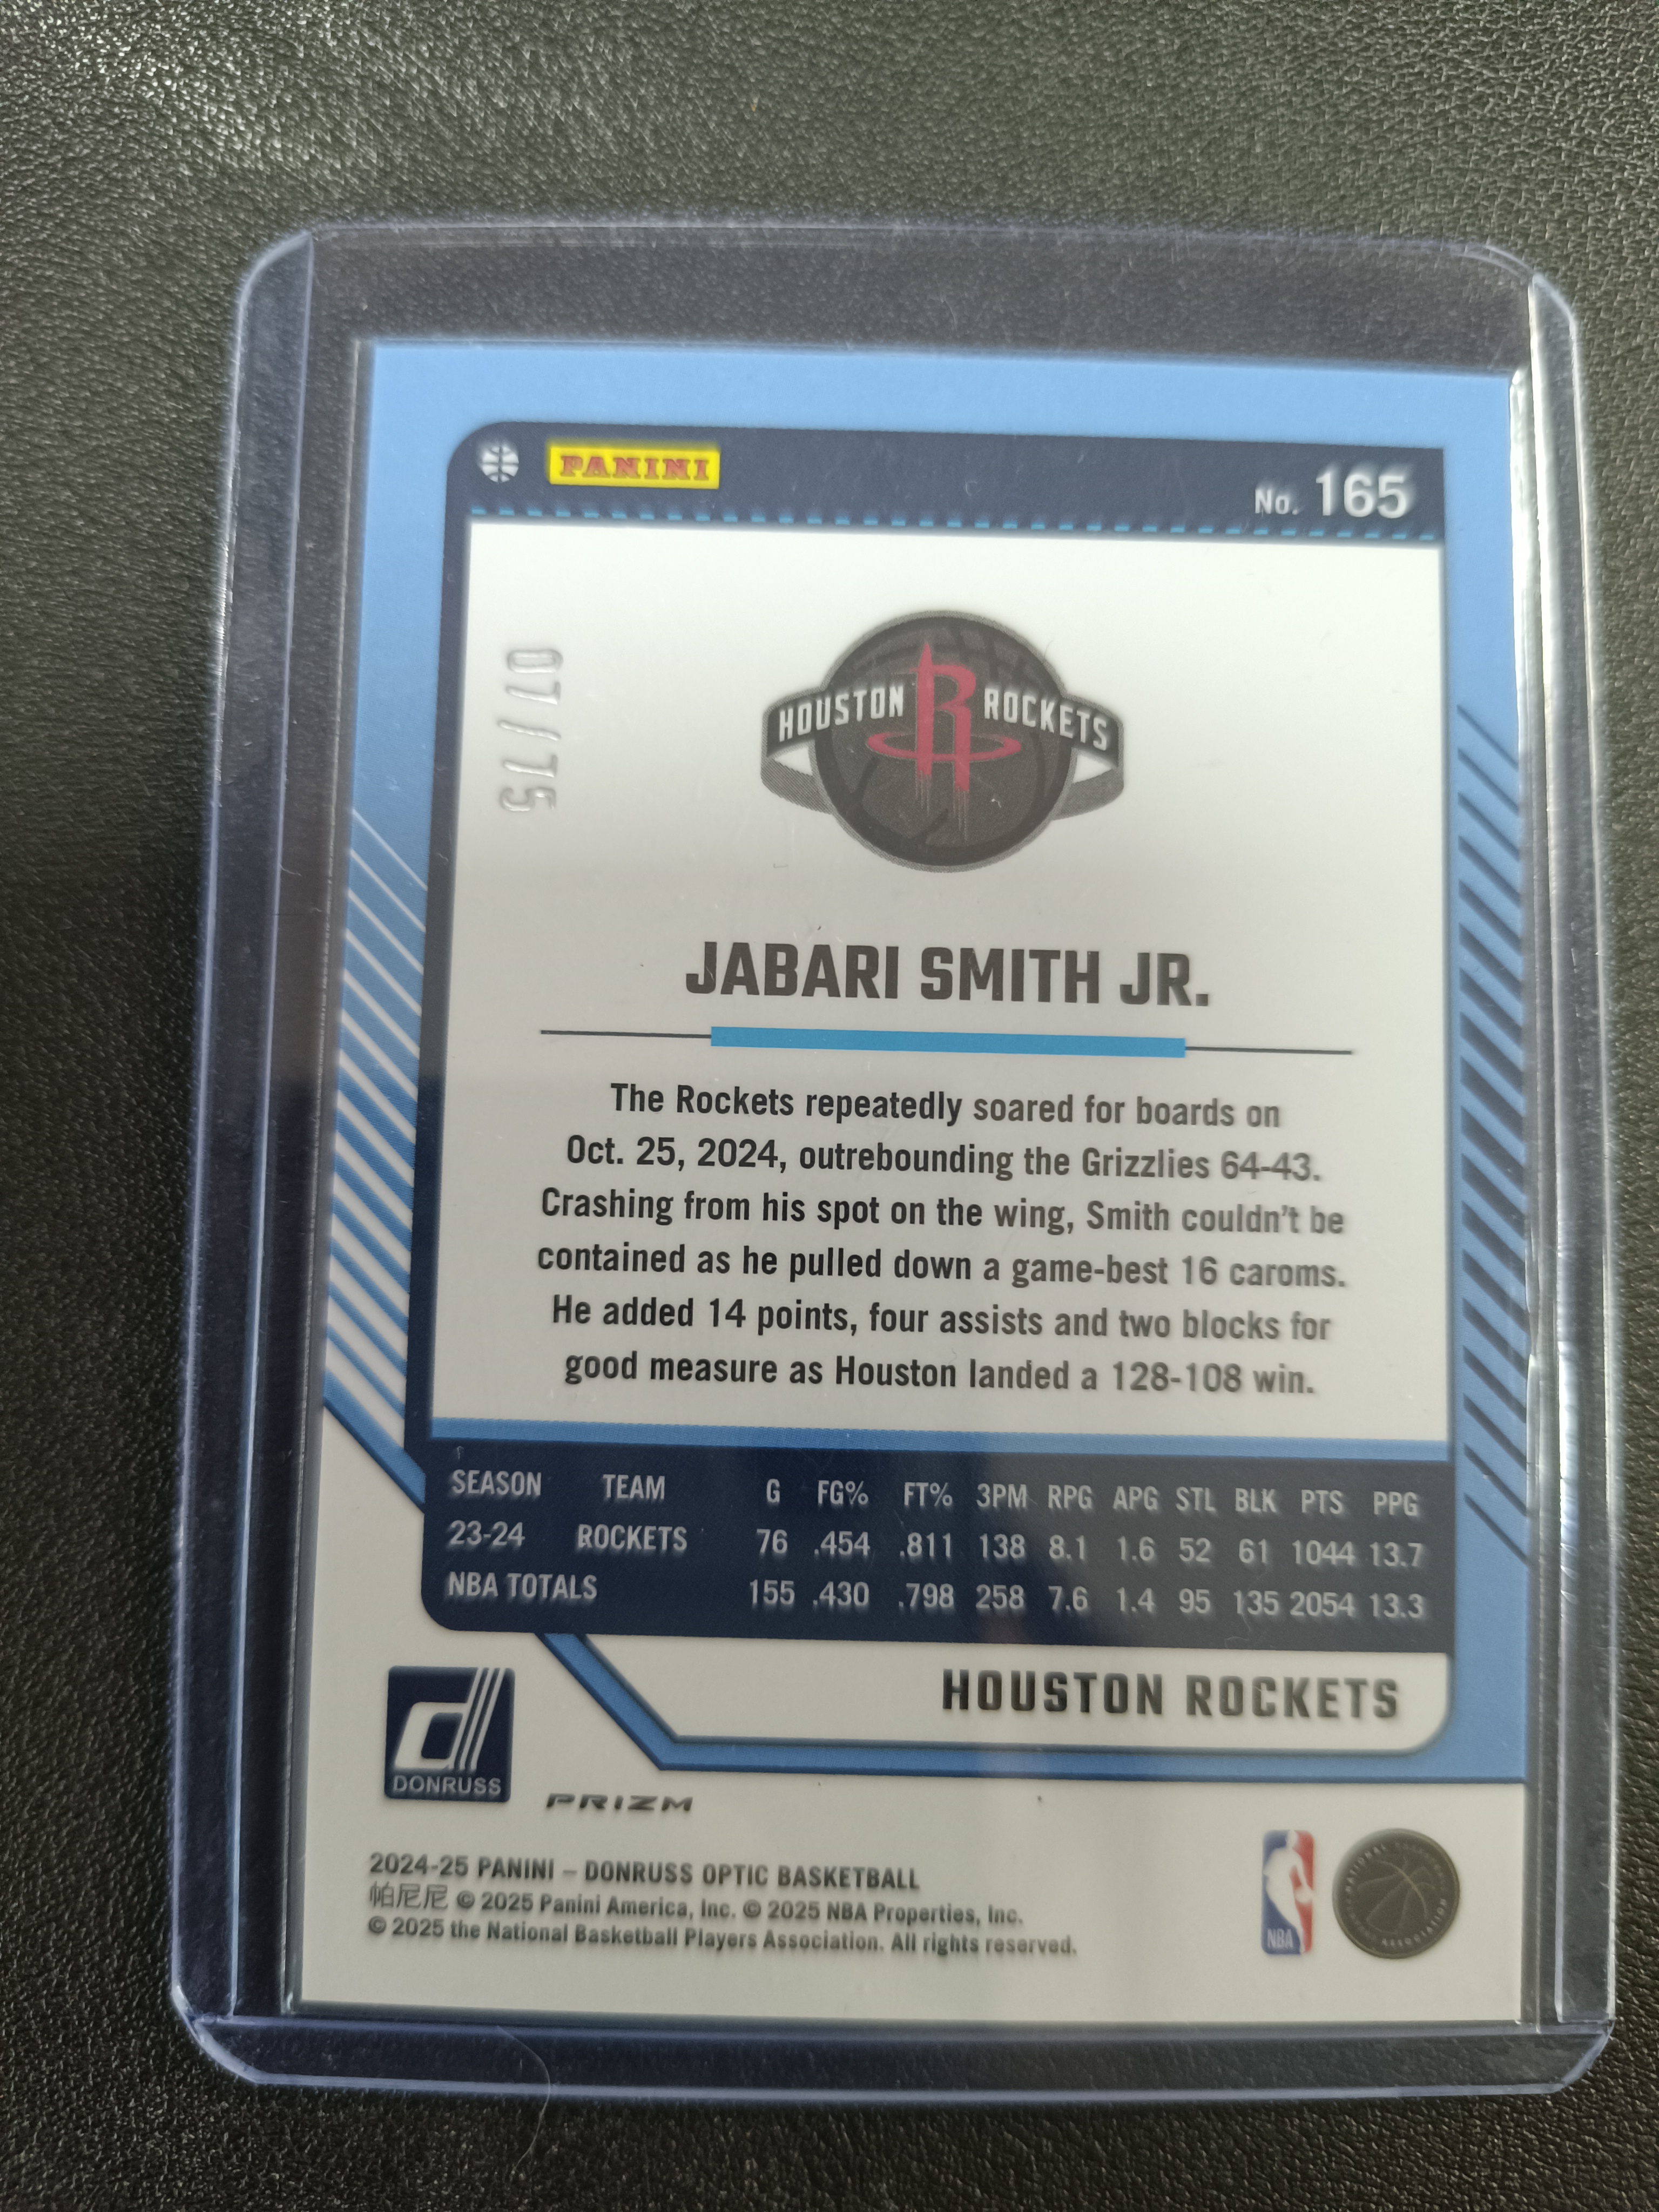 PANINI
No. 165
07/75
HOUSTON R ROCKETS
JABARI SMITH JR.
The Rockets repeatedly soared for boards on
Oct. 25, 2024, outrebounding the Grizzlies 64-43.
Crashing from his spot on the wing, Smith couldn't be
contained as he pulled down a game-best 16 caroms.
He added 14 points, four assists and two blocks for
good measure as Houston landed a 128-108 win.
SEASON TEAM G FG% FT% 3PM RPG APG STL BLK PTS PPG
23-24 ROCKETS 76 .454 .811 138 8.1 1.6 52 61 1044 13.7
NBA TOTALS 155 .430 .798 258 7.6 1.4 95 135 2054 13.3
HOUSTON ROCKETS
d
DONRUSS
PRIZM
2024-25 PANINI – DONRUSS OPTIC BASKETBALL
帕尼尼 © 2025 Panini America, Inc. © 2025 NBA Properties, Inc.
© 2025 the National Basketball Players Association. All rights reserved.
NBA
NATIONAL
ASSOCIATION